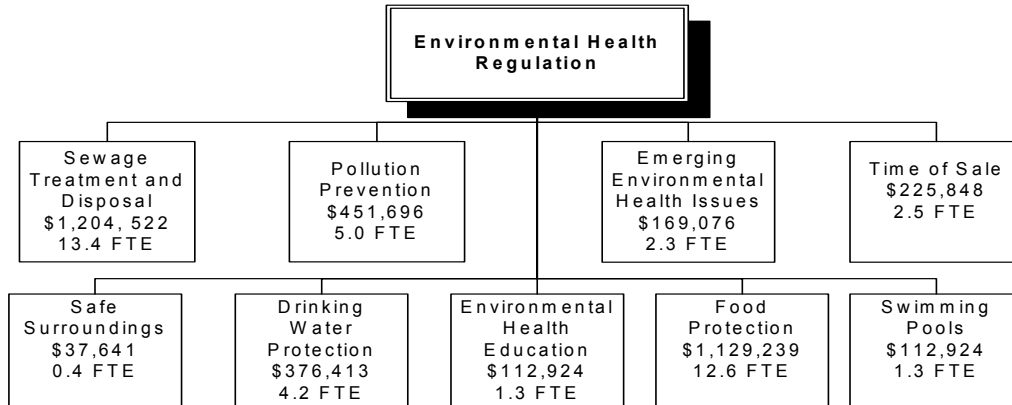 Environmental Health
Regulation
Sewage
Treatment and
Disposal
$1,204, 522
13.4 FTE
Pollution
Prevention
$451,696
5.0 FTE
Emerging
Environmental
Health Issues
$169,076
2.3 FTE
Time of Sale
$225,848
2.5 FTE
Safe
Surroundings
$37,641
0.4 FTE
Drinking
Water
Protection
$376,413
4.2 FTE
Environmental
Health
Education
$112,924
1.3 FTE
Food
Protection
$1,129,239
12.6 FTE
Swimming
Pools
$112,924
1.3 FTE